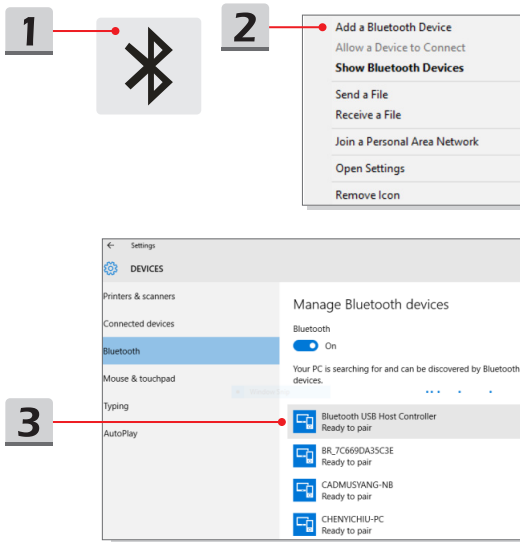 1
2
Add a Bluetooth Device
Allow a Device to Connect
Show Bluetooth Devices
Send a File
Receive a File
Join a Personal Area Network
Open Settings
Remove Icon
Settings
DEVICES
Printers & scanners
Connected devices
Bluetooth
Mouse & touchpad
Typing
AutoPlay
Manage Bluetooth devices
Bluetooth
On
Your PC is searching for and can be discovered by Bluetooth
devices.
3
Bluetooth USB Host Controller
Ready to pair
BR_7C669DA35C3E
Ready to pair
CADMUSYANG-NB
Ready to pair
CHENYICHIU-PC
Ready to pair